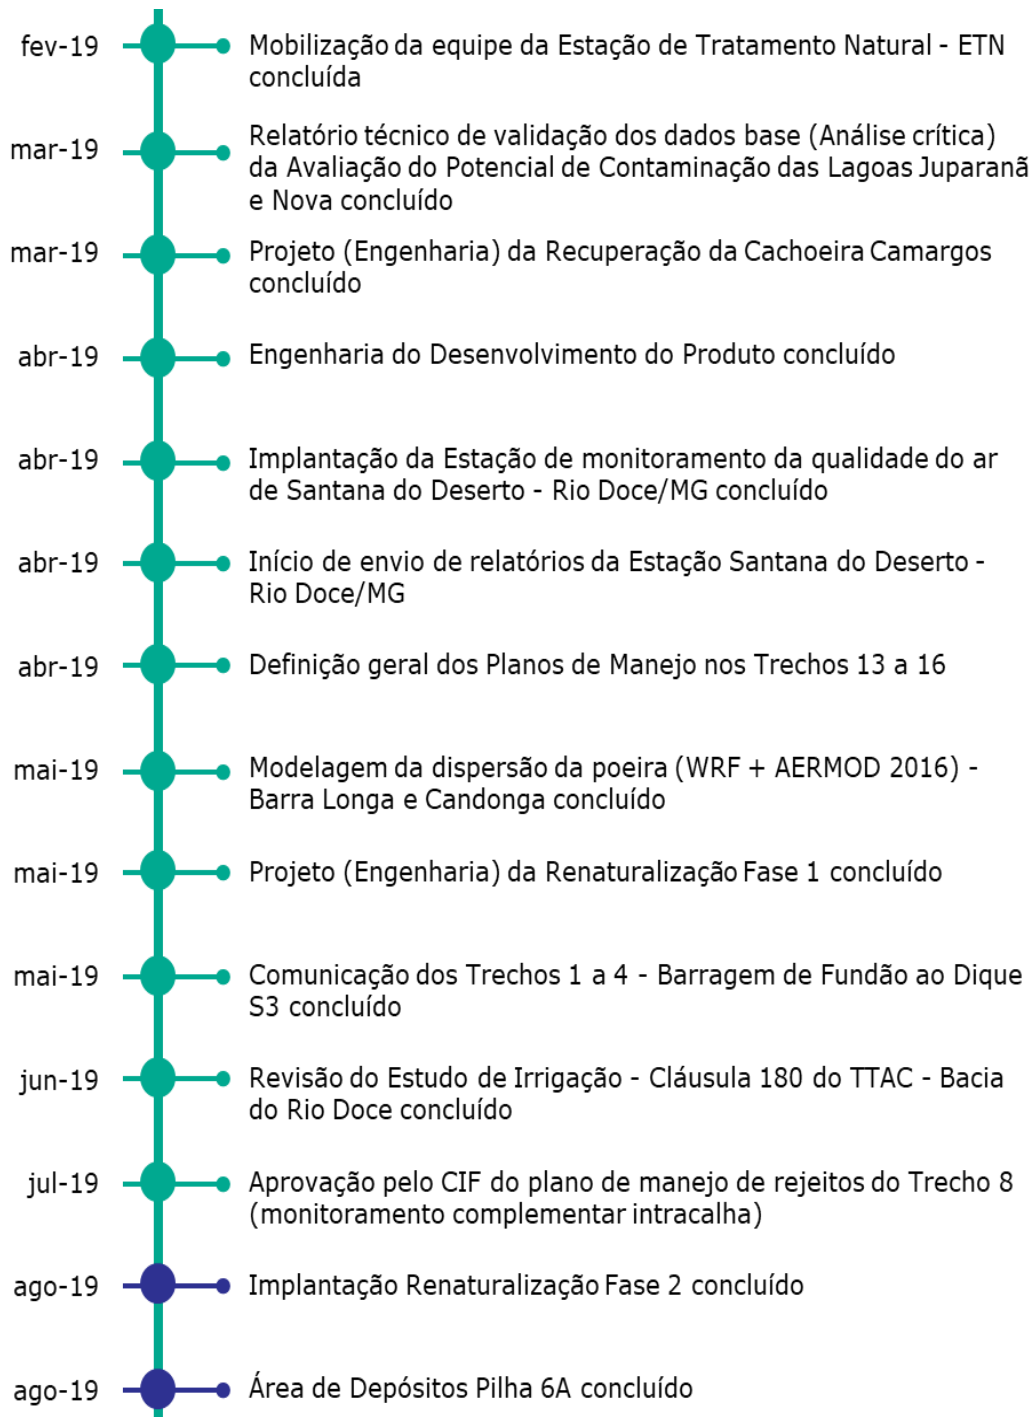 fev-19 Mobilização da equipe da Estação de Tratamento Natural - ETN
concluída
mar-19 Relatório técnico de validação dos dados base (Análise crítica)
da Avaliação do Potencial de Contaminação das Lagoas Juparanã
e Nova concluído
mar-19 Projeto (Engenharia) da Recuperação da Cachoeira Camargos
concluído
abr-19 Engenharia do Desenvolvimento do Produto concluído
abr-19 Implantação da Estação de monitoramento da qualidade do ar
de Santana do Deserto - Rio Doce/MG concluído
abr-19 Início de envio de relatórios da Estação Santana do Deserto -
Rio Doce/MG
abr-19 Definição geral dos Planos de Manejo nos Trechos 13 a 16
mai-19 Modelagem da dispersão da poeira (WRF + AERMOD 2016) -
Barra Longa e Candonga concluído
mai-19 Projeto (Engenharia) da Renaturalização Fase 1 concluído
mai-19 Comunicação dos Trechos 1 a 4 - Barragem de Fundão ao Dique
S3 concluído
jun-19 Revisão do Estudo de Irrigação - Cláusula 180 do TTAC - Bacia
do Rio Doce concluído
jul-19 Aprovação pelo CIF do plano de manejo de rejeitos do Trecho 8
(monitoramento complementar intracalha)
ago-19 Implantação Renaturalização Fase 2 concluído
ago-19 Área de Depósitos Pilha 6A concluído